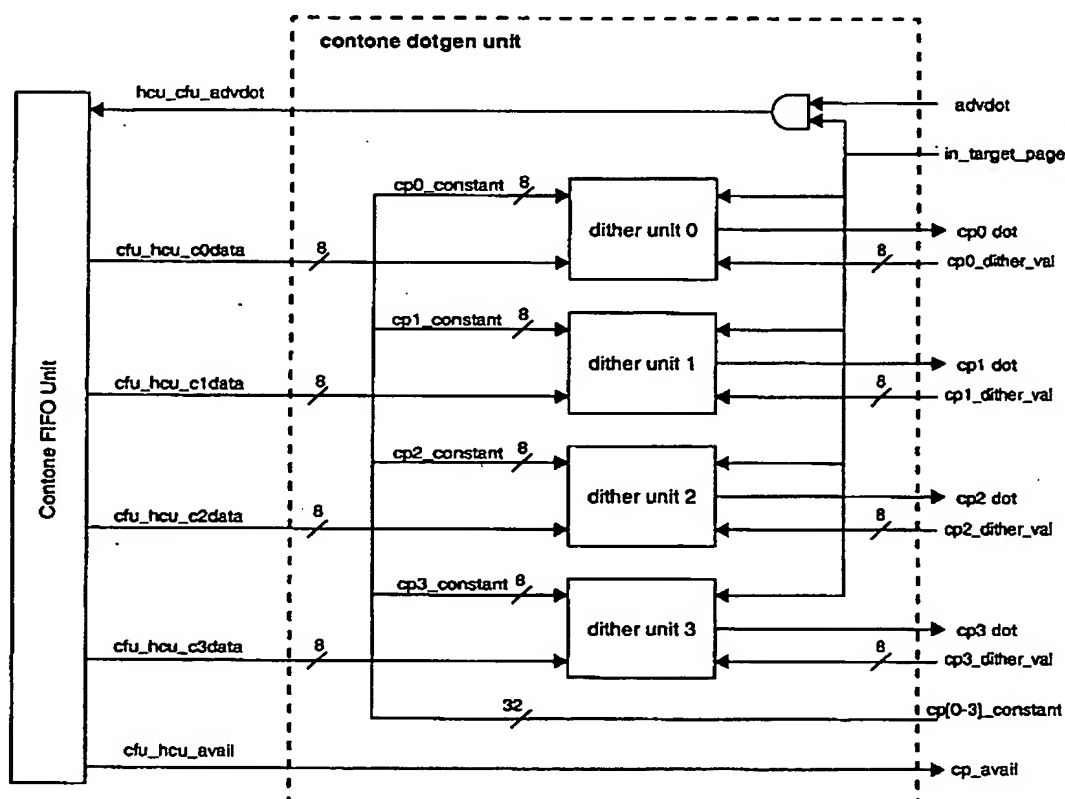 contone dotgen unit
hcu_cfu_advdot
advdot
in_target_page
cp0_constant 8
dither unit 0
cp0 dot
cfu_hcu_c0data 8
8 cp0_dither_val
cp1_constant 8
dither unit 1
cp1 dot
cfu_hcu_c1data 8
8 cp1_dither_val
Contone FIFO Unit
cp2_constant 8
dither unit 2
cp2 dot
cfu_hcu_c2data 8
8 cp2_dither_val
cp3_constant 8
dither unit 3
cp3 dot
cfu_hcu_c3data 8
8 cp3_dither_val
32 cp[0-3]_constant
cfu_hcu_avail
cp_avail